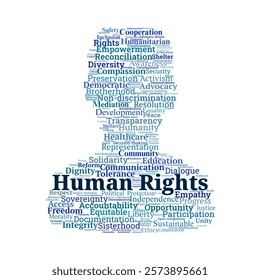 Safety Cooperation
Inclusion
Rights Humanitarian
Empowerment
Reconciliation Shelter
Diversity Awareness
Compassion Security
Preservation Activism
Democratic Advocacy
Brotherhood
Non-discrimination
Mediation Resolution
Development Equality
Peace
Transparency
Humanity
Healthcare
Representation
Community
Solidarity Education
Reform Communication
Dignity Tolerance Dialogue
Human Rights
Respect Independence Empathy
Sovereignty Progress
Access Accountability Opportunity Justice
Freedom Equitable Liberty Participation
Morality Documentation Unity
Integrity Sisterhood Sustainable
Ethics
shutterstock.com · 2573895661